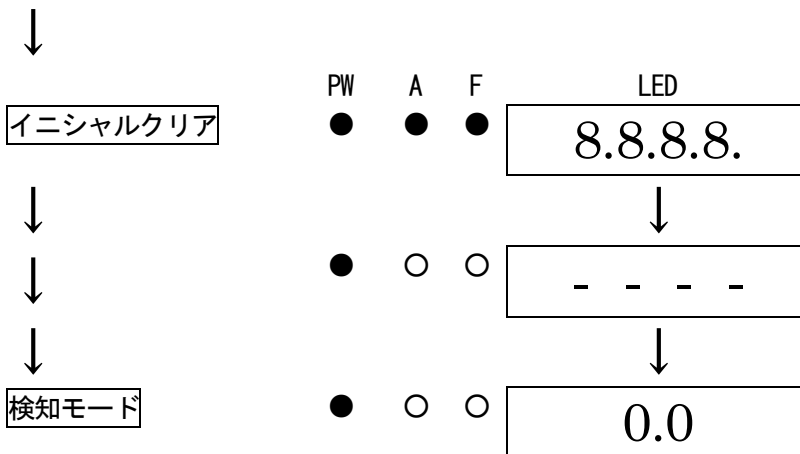 ↓
PW A F LED
イニシャルクリア ● ● ● 8.8.8.8.
↓ ↓
↓ ● ○ ○ - - - -
↓ ↓
検知モード ● ○ ○ 0.0